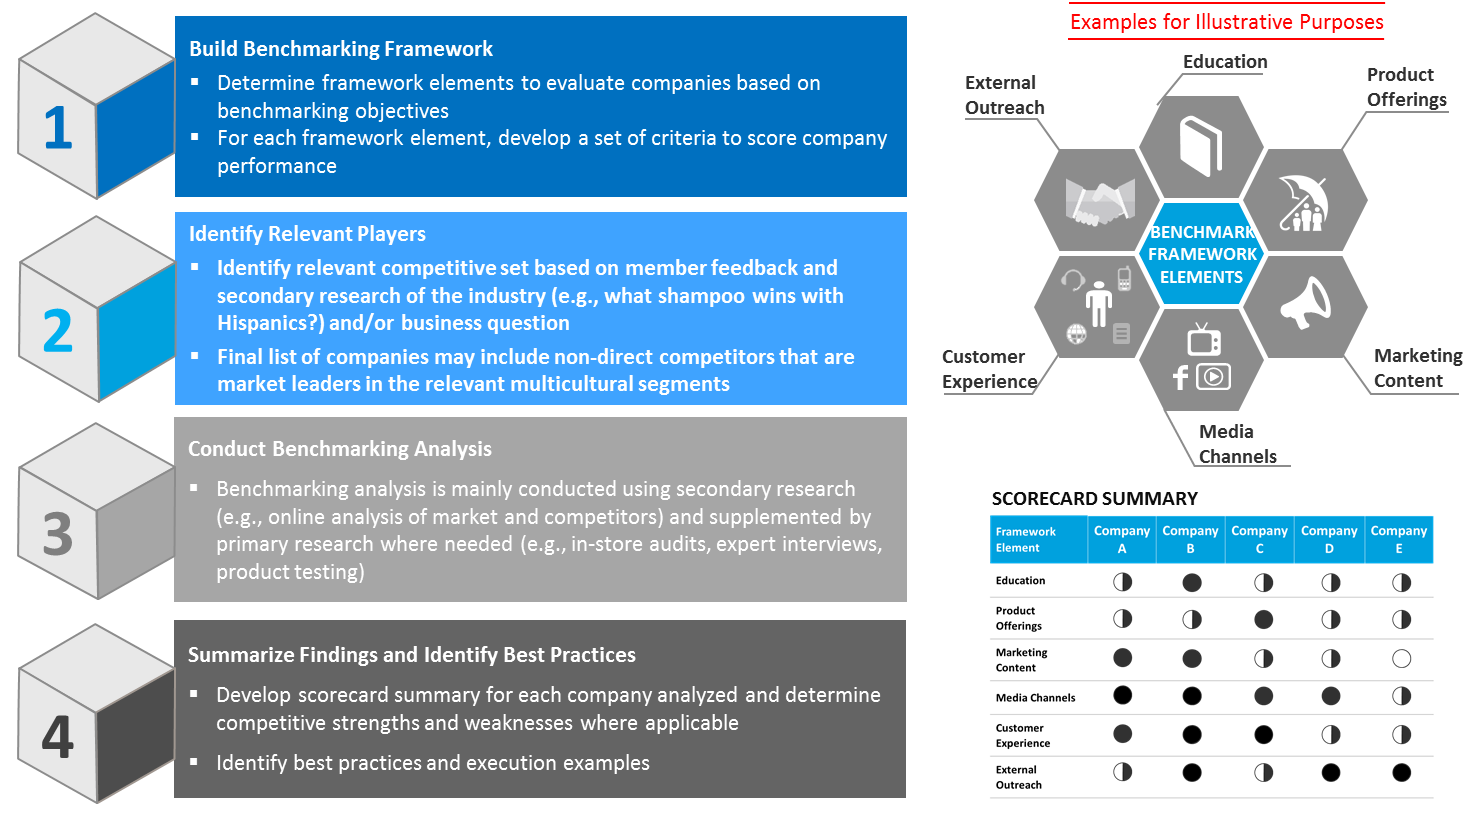 1
Build Benchmarking Framework
▪ Determine framework elements to evaluate companies based on
benchmarking objectives
▪ For each framework element, develop a set of criteria to score company
performance
2
Identify Relevant Players
▪ Identify relevant competitive set based on member feedback and
secondary research of the industry (e.g., what shampoo wins with
Hispanics?) and/or business question
▪ Final list of companies may include non-direct competitors that are
market leaders in the relevant multicultural segments
3
Conduct Benchmarking Analysis
▪ Benchmarking analysis is mainly conducted using secondary research
(e.g., online analysis of market and competitors) and supplemented by
primary research where needed (e.g., in-store audits, expert interviews,
product testing)
4
Summarize Findings and Identify Best Practices
▪ Develop scorecard summary for each company analyzed and determine
competitive strengths and weaknesses where applicable
▪ Identify best practices and execution examples
Examples for Illustrative Purposes
Education
External
Outreach
Product
Offerings
BENCHMARK
FRAMEWORK
ELEMENTS
Customer
Experience
Marketing
Content
f
Media
Channels
SCORECARD SUMMARY
Framework
Element
Company
A
Company
B
Company
C
Company
D
Company
E
Education
Product
Offerings
Marketing
Content
Media Channels
Customer
Experience
External
Outreach